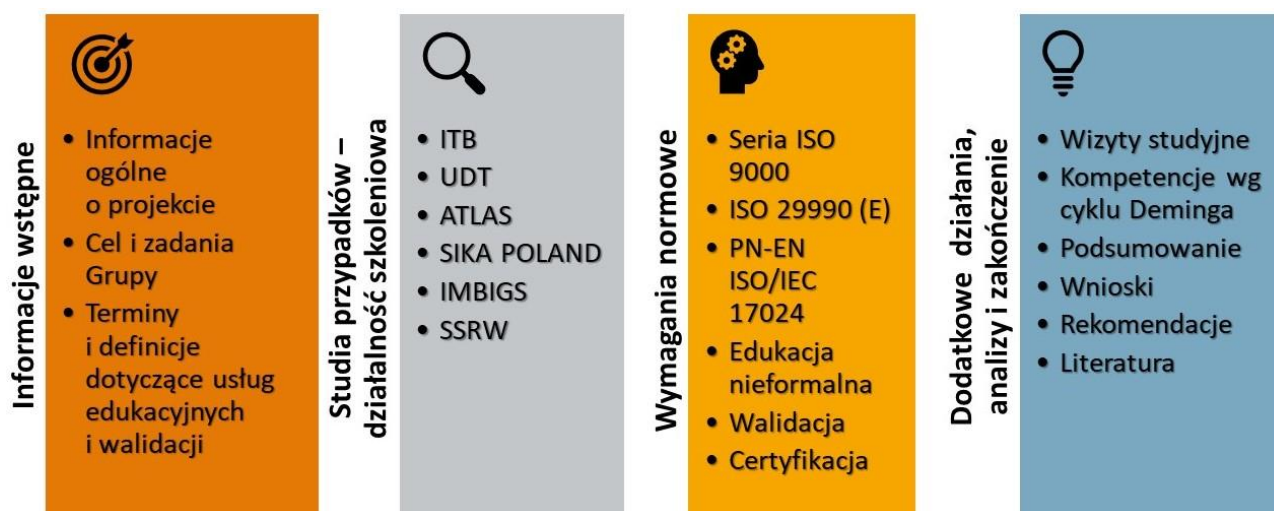 Informacje wstępne
• Informacje
ogólne
o projekcie
• Cel i zadania
Grupy
• Terminy
i definicje
dotyczące usług
edukacyjnych
i walidacji
Studia przypadków –
działalność szkoleniowa
• ITB
• UDT
• ATLAS
• SIKA POLAND
• IMBIGS
• SSRW
Wymagania normowe
• Seria ISO
9000
• ISO 29990 (E)
• PN-EN
ISO/IEC
17024
• Edukacja
nieformalna
• Walidacja
• Certyfikacja
Dodatkowe działania,
analizy i zakończenie
• Wizyty studyjne
• Kompetencje wg
cyklu Deminga
• Podsumowanie
• Wnioski
• Rekomendacje
• Literatura